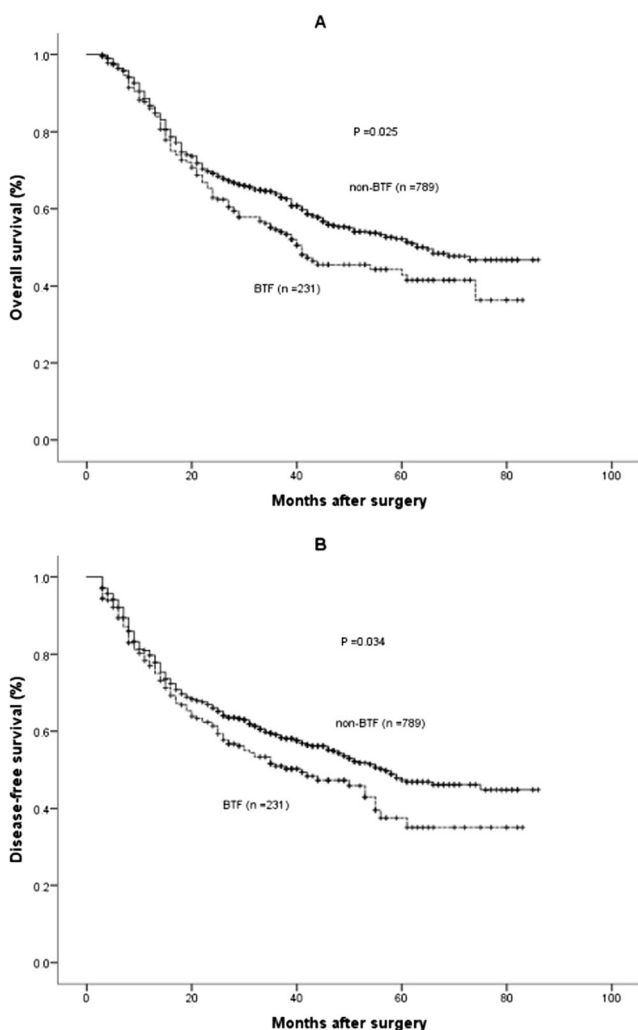 A
Overall survival (%)
1.0
0.8
0.6
0.4
0.2
0.0
P =0.025
non-BTF (n =789)
BTF (n =231)
0 20 40 60 80 100
Months after surgery
B
Disease-free survival (%)
1.0
0.8
0.6
0.4
0.2
0.0
P =0.034
non-BTF (n =789)
BTF (n =231)
0 20 40 60 80 100
Months after surgery